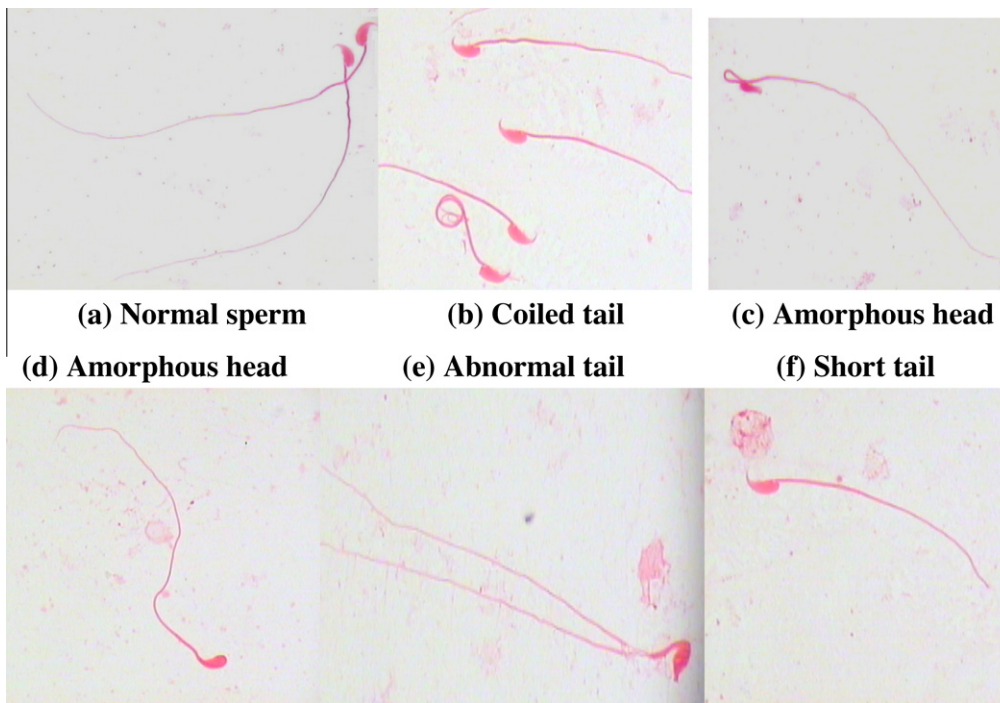 (a) Normal sperm
(b) Coiled tail
(c) Amorphous head
(d) Amorphous head
(e) Abnormal tail
(f) Short tail